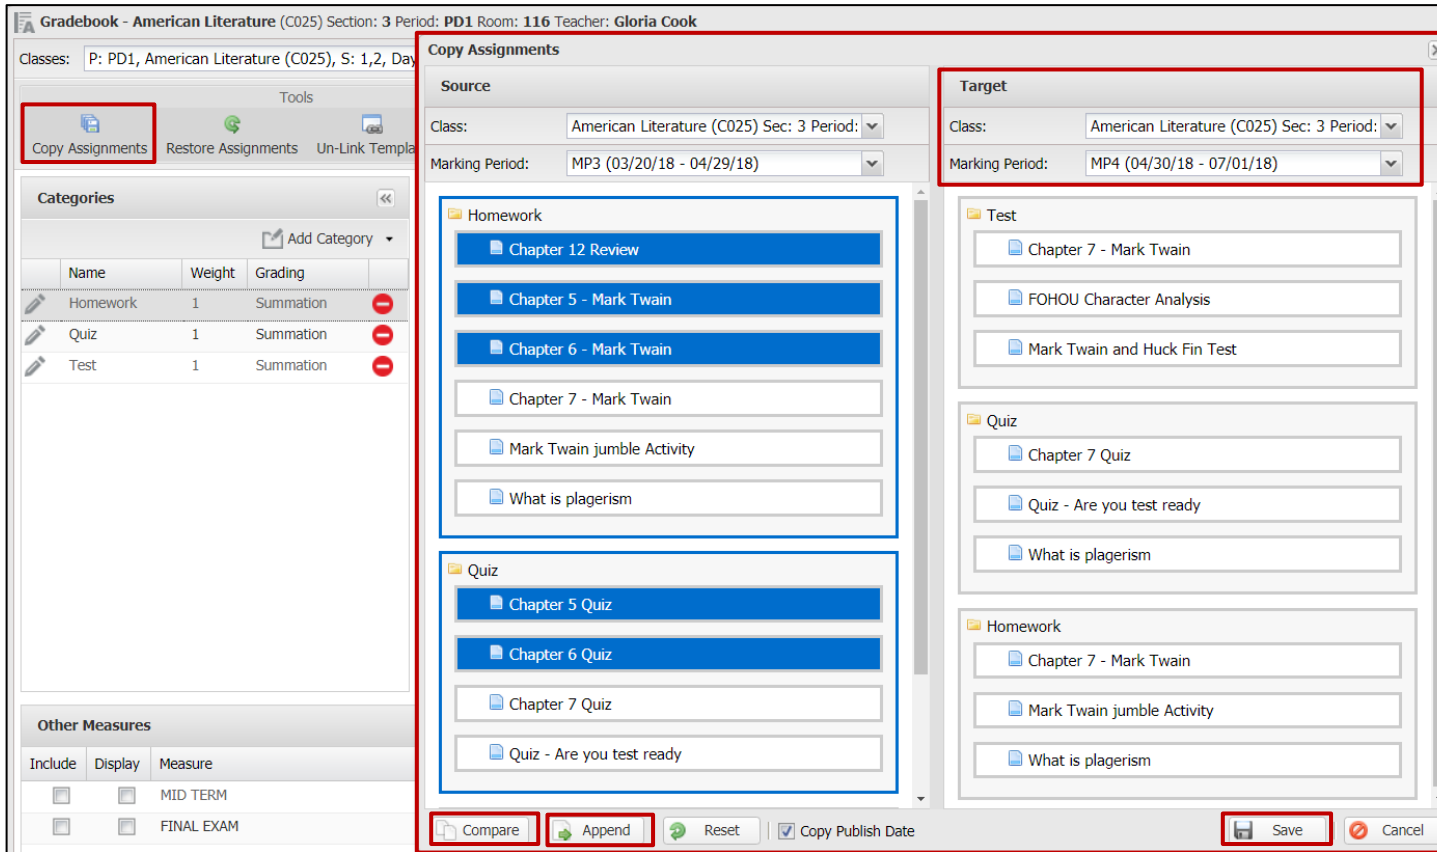 Gradebook - American Literature (C025) Section: 3 Period: PD1 Room: 116 Teacher: Gloria Cook
Classes: P: PD1, American Literature (C025), S: 1,2, Day
Tools
Copy Assignments Restore Assignments Un-Link Templa
Categories
Add Category
Name Weight Grading
Homework 1 Summation
Quiz 1 Summation
Test 1 Summation
Other Measures
Include Display Measure
MID TERM
FINAL EXAM
Copy Assignments
Source
Class: American Literature (C025) Sec: 3 Period:
Marking Period: MP3 (03/20/18 - 04/29/18)
Homework
Chapter 12 Review
Chapter 5 - Mark Twain
Chapter 6 - Mark Twain
Chapter 7 - Mark Twain
Mark Twain jumble Activity
What is plagerism
Quiz
Chapter 5 Quiz
Chapter 6 Quiz
Chapter 7 Quiz
Quiz - Are you test ready
Target
Class: American Literature (C025) Sec: 3 Period:
Marking Period: MP4 (04/30/18 - 07/01/18)
Test
Chapter 7 - Mark Twain
FOHOU Character Analysis
Mark Twain and Huck Fin Test
Quiz
Chapter 7 Quiz
Quiz - Are you test ready
What is plagerism
Homework
Chapter 7 - Mark Twain
Mark Twain jumble Activity
What is plagerism
Compare Append Reset Copy Publish Date Save Cancel